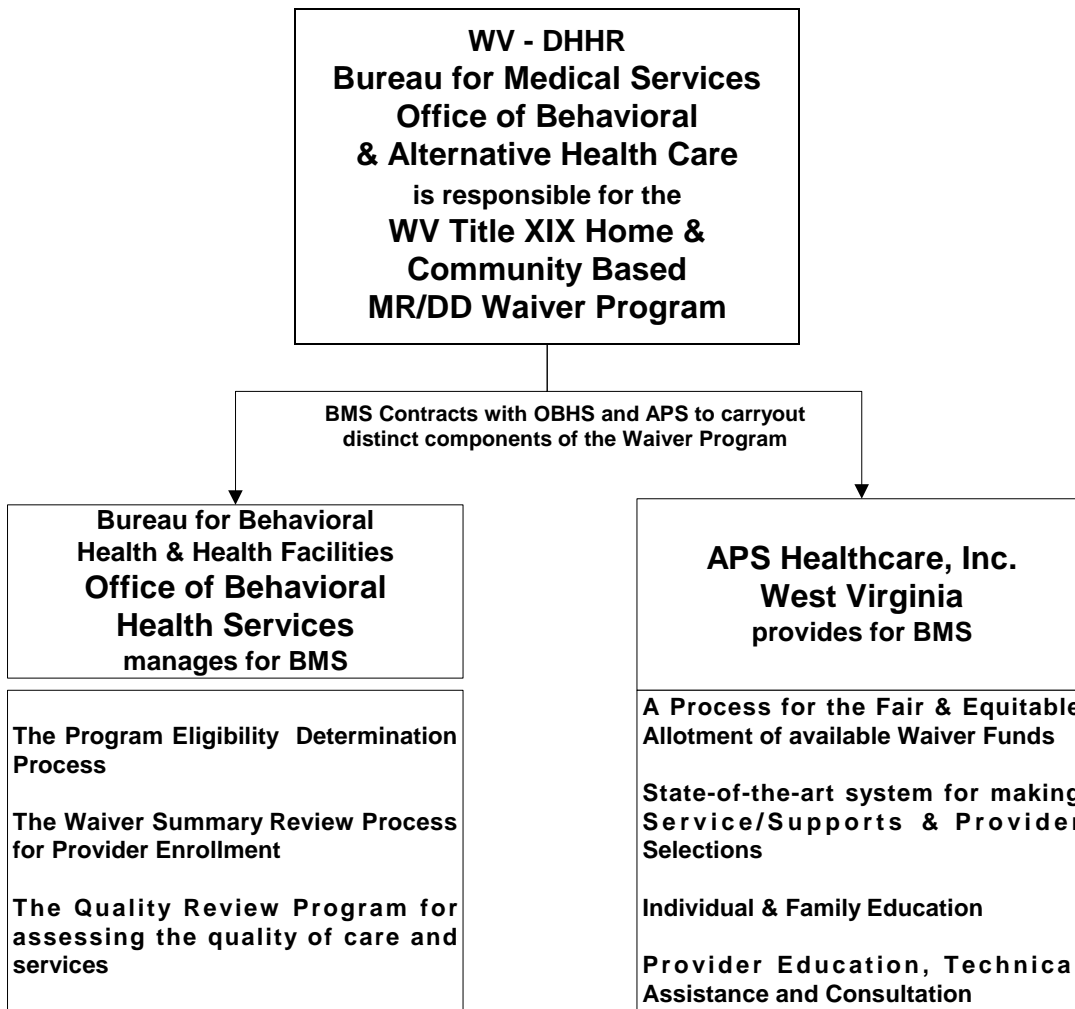 WV - DHHR
Bureau for Medical Services
Office of Behavioral
& Alternative Health Care
is responsible for the
WV Title XIX Home &
Community Based
MR/DD Waiver Program
BMS Contracts with OBHS and APS to carryout
distinct components of the Waiver Program
Bureau for Behavioral
Health & Health Facilities
Office of Behavioral
Health Services
manages for BMS
The Program Eligibility Determination
Process
The Waiver Summary Review Process
for Provider Enrollment
The Quality Review Program for
assessing the quality of care and
services
APS Healthcare, Inc.
West Virginia
provides for BMS
A Process for the Fair & Equitable
Allotment of available Waiver Funds
State-of-the-art system for making
Service/Supports & Provider
Selections
Individual & Family Education
Provider Education, Technica
Assistance and Consultation